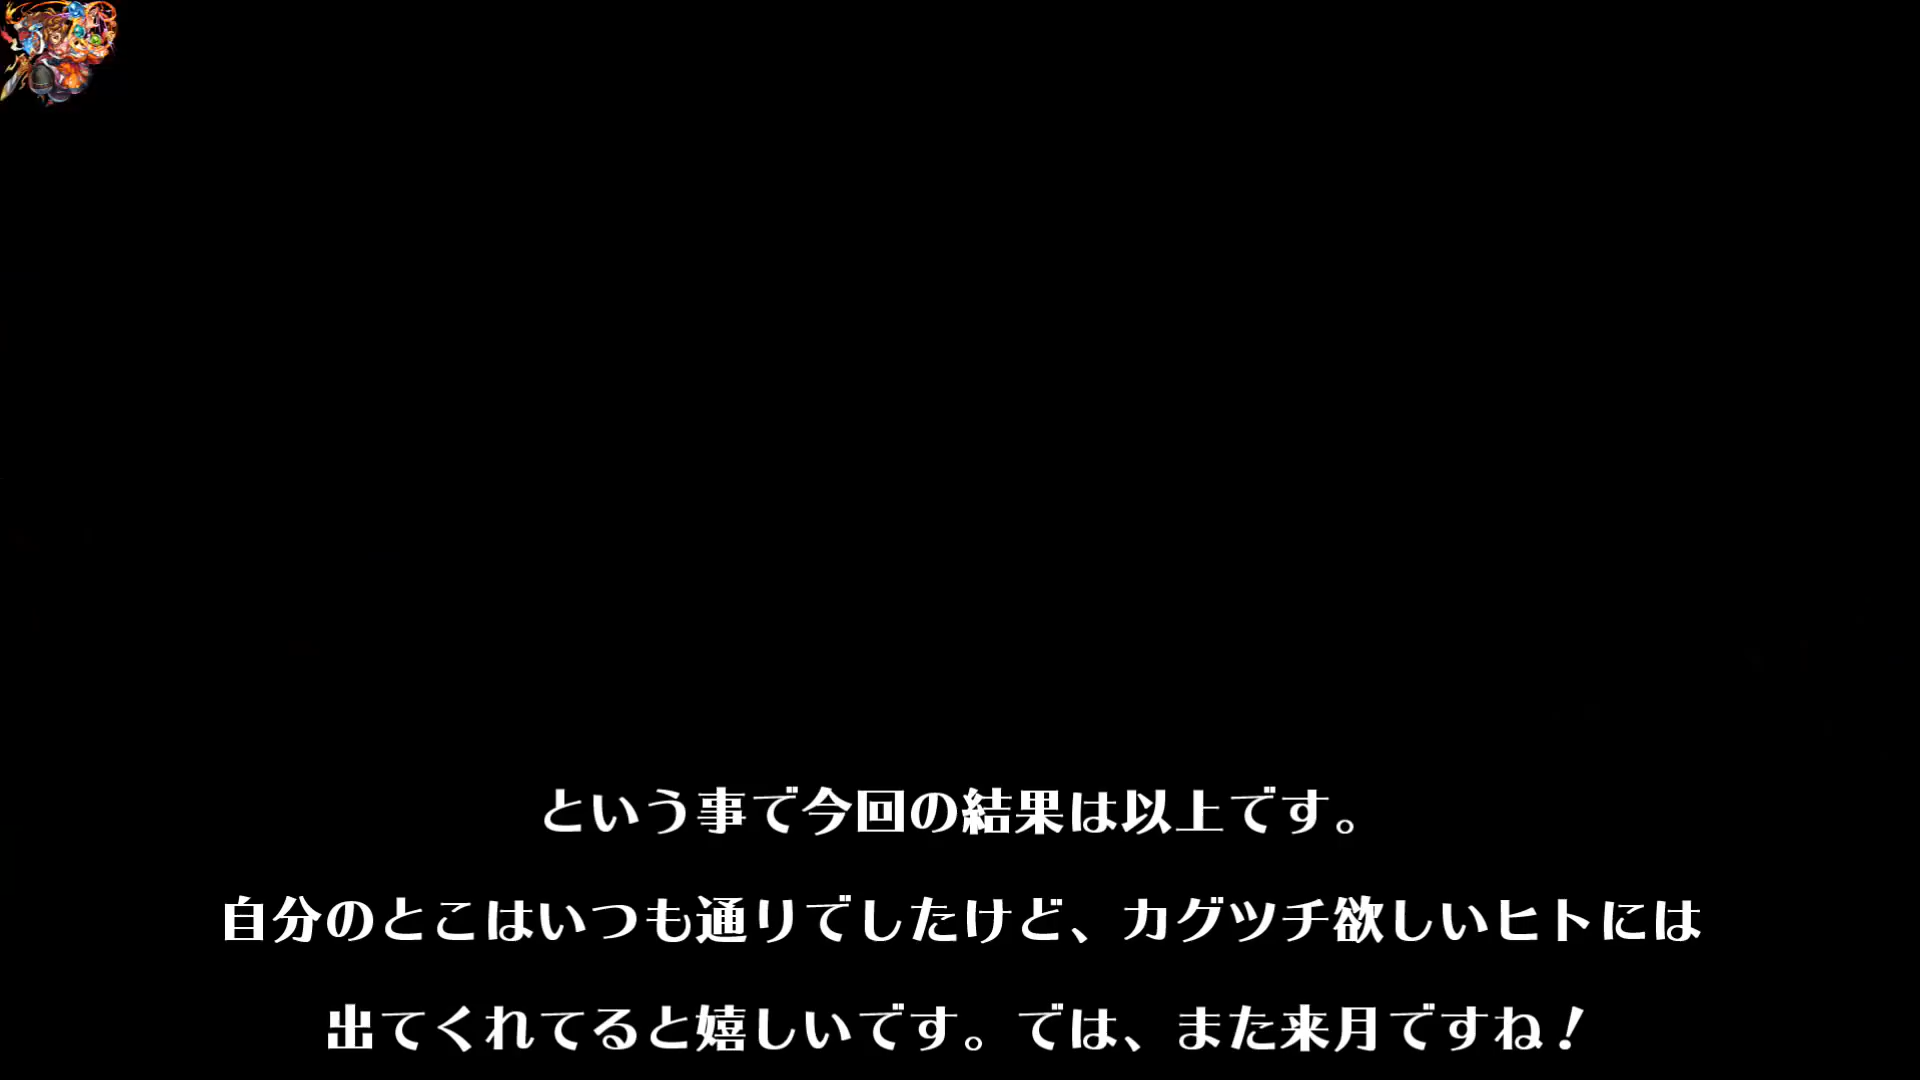 という事で今回の結果は以上です。
自分のとこはいつも通りでしたけど、カグツチ欲しいヒトには
出てくれてると嬉しいです。では、また来月ですね！